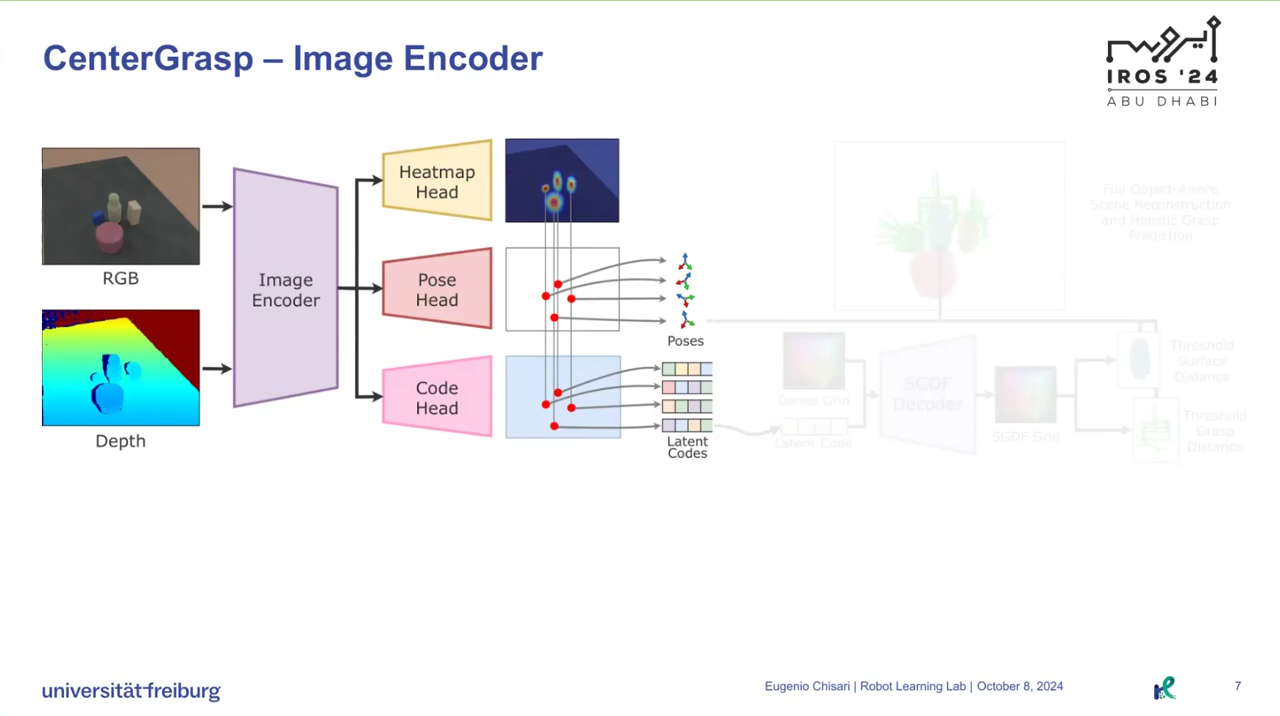 CenterGrasp – Image Encoder
أيروس
IROS '24
ABU DHABI
RGB
Depth
Image
Encoder
Heatmap
Head
Pose
Head
Code
Head
Poses
Latent
Codes
Full Object-Aware
Scene Reconstruction
and Holistic Grasp
Prediction
Dense Grid
Latent Code
SGDF
Decoder
SGDF Grid
Threshold
Surface
Distance
Threshold
Grasp
Distance
universität freiburg
Eugenio Chisari | Robot Learning Lab | October 8, 2024
7